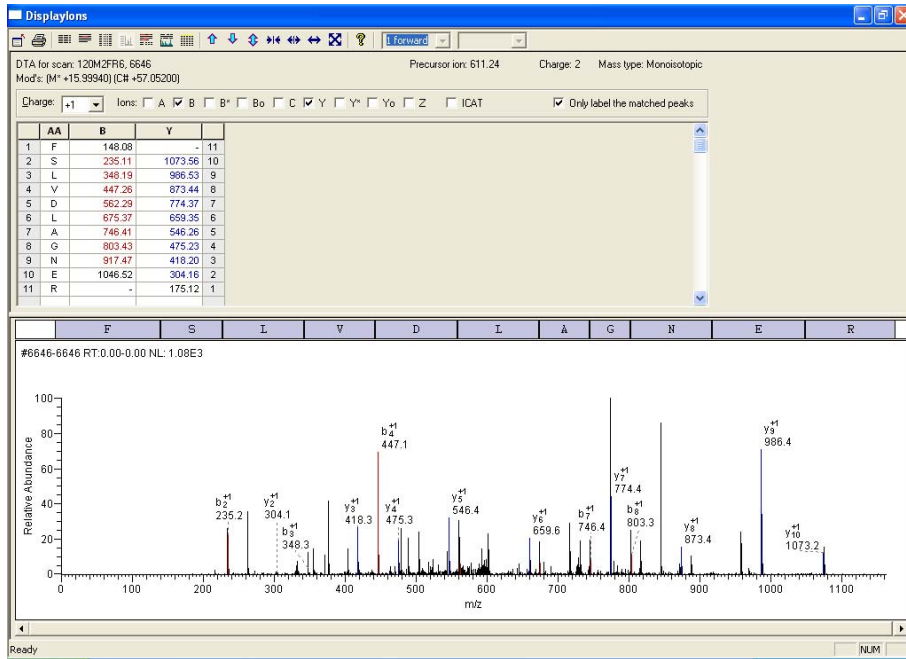 DisplayIons
1 forward
DTA for scan: 120M2FR6, 6646 Precursor ion: 611.24 Charge: 2 Mass type: Monoisotopic
Mod's: (M* +15.99940) (C# +57.05200)
Charge: +1 Ions: A B B* Bo C Y Y* Yo Z ICAT Only label the matched peaks
AA B Y
1 F 148.08 - 11
2 S 235.11 1073.56 10
3 L 348.19 986.53 9
4 V 447.26 873.44 8
5 D 562.29 774.37 7
6 L 675.37 659.35 6
7 A 746.41 546.26 5
8 G 803.43 475.23 4
9 N 917.47 418.20 3
10 E 1046.52 304.16 2
11 R - 175.12 1
F S L V D L A G N E R
#6646-6646 RT:0.00-0.00 NL: 1.08E3
100
80
60
40
20
0
Relative Abundance
b2+1
235.2
y2+1
304.1
b3+1
348.3
y3+1
418.3
b4+1
447.1
y4+1
475.3
y5+1
546.4
y6+1
659.6
b7+1
746.4
y7+1
774.4
b8+1
803.3
y8+1
873.4
y9+1
986.4
y10+1
1073.2
0 100 200 300 400 500 600 700 800 900 1000 1100
m/z
Ready NUM